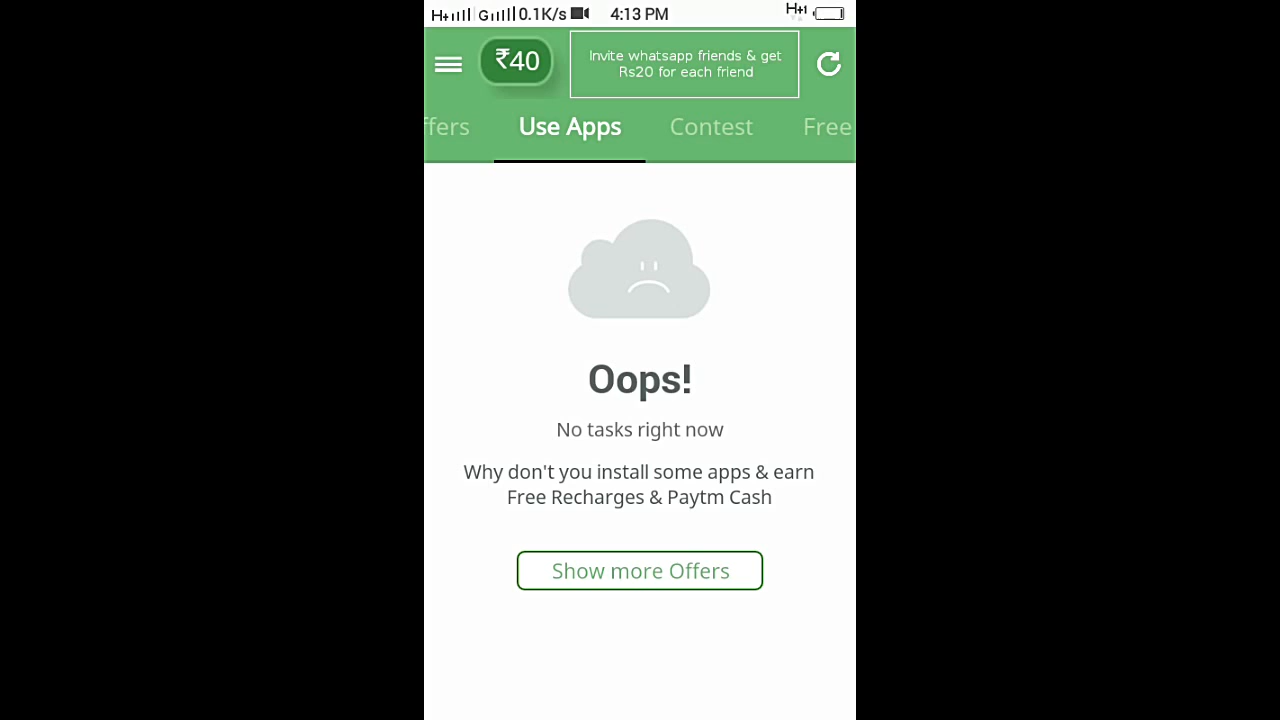 H+ G 0.1K/s 4:13 PM H+1
₹40
Invite whatsapp friends & get
Rs20 for each friend
ffers Use Apps Contest Free
Oops!
No tasks right now
Why don't you install some apps & earn
Free Recharges & Paytm Cash
Show more Offers